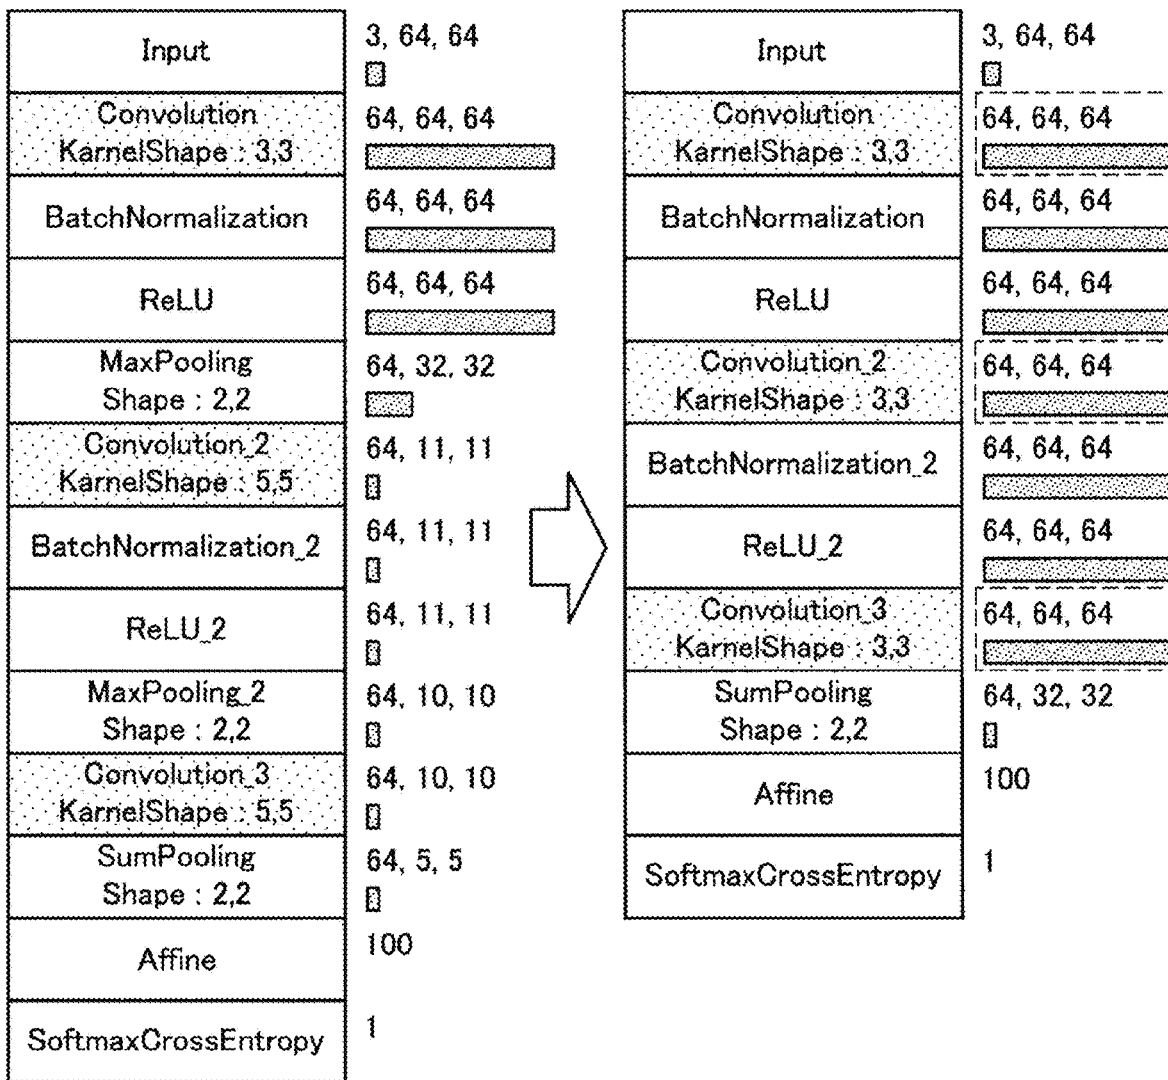 Input
3, 64, 64
Convolution
KarnelShape : 3,3
64, 64, 64
BatchNormalization
64, 64, 64
ReLU
64, 64, 64
MaxPooling
Shape : 2,2
64, 32, 32
Convolution_2
KarnelShape : 5,5
64, 11, 11
BatchNormalization_2
64, 11, 11
ReLU_2
64, 11, 11
MaxPooling_2
Shape : 2,2
64, 10, 10
Convolution_3
KarnelShape : 5,5
64, 10, 10
SumPooling
Shape : 2,2
64, 5, 5
Affine
100
SoftmaxCrossEntropy
1
Input
3, 64, 64
Convolution
KarnelShape : 3,3
64, 64, 64
BatchNormalization
64, 64, 64
ReLU
64, 64, 64
Convolution_2
KarnelShape : 3,3
64, 64, 64
BatchNormalization_2
64, 64, 64
ReLU_2
64, 64, 64
Convolution_3
KarnelShape : 3,3
64, 64, 64
SumPooling
Shape : 2,2
64, 32, 32
Affine
100
SoftmaxCrossEntropy
1